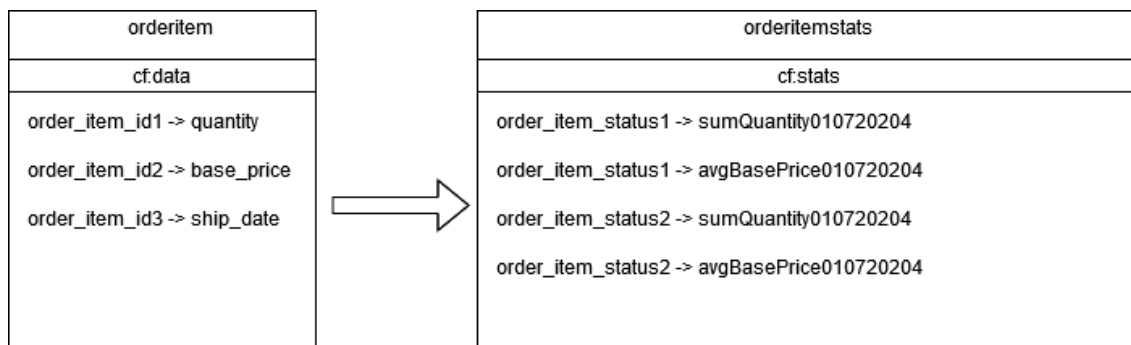 orderitem
cf:data
order_item_id1 -> quantity
order_item_id2 -> base_price
order_item_id3 -> ship_date
orderitemstats
cf:stats
order_item_status1 -> sumQuantity010720204
order_item_status1 -> avgBasePrice010720204
order_item_status2 -> sumQuantity010720204
order_item_status2 -> avgBasePrice010720204